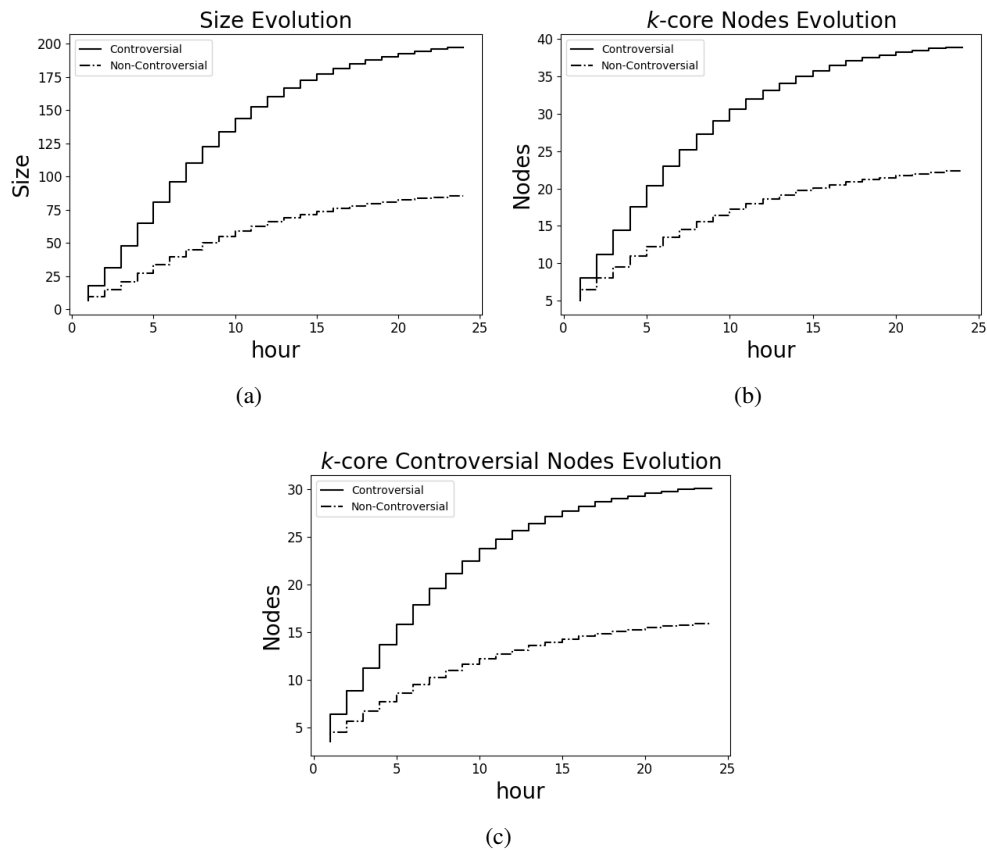 Size Evolution
Controversial
Non-Controversial
200
175
150
125
100
75
50
25
0
Size
0 5 10 15 20 25
hour
(a)
k-core Nodes Evolution
Controversial
Non-Controversial
40
35
30
25
20
15
10
5
Nodes
0 5 10 15 20 25
hour
(b)
k-core Controversial Nodes Evolution
Controversial
Non-Controversial
30
25
20
15
10
5
Nodes
0 5 10 15 20 25
hour
(c)